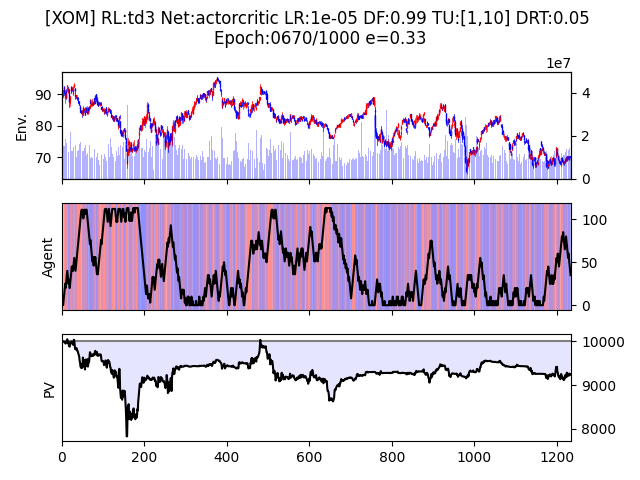 [XOM] RL:td3 Net:actorcritic LR:1e-05 DF:0.99 TU:[1,10] DRT:0.05
Epoch:0670/1000 e=0.33
1e7
Env.
90
80
70
4
2
0
Agent
100
50
0
PV
10000
9000
8000
0 200 400 600 800 1000 1200